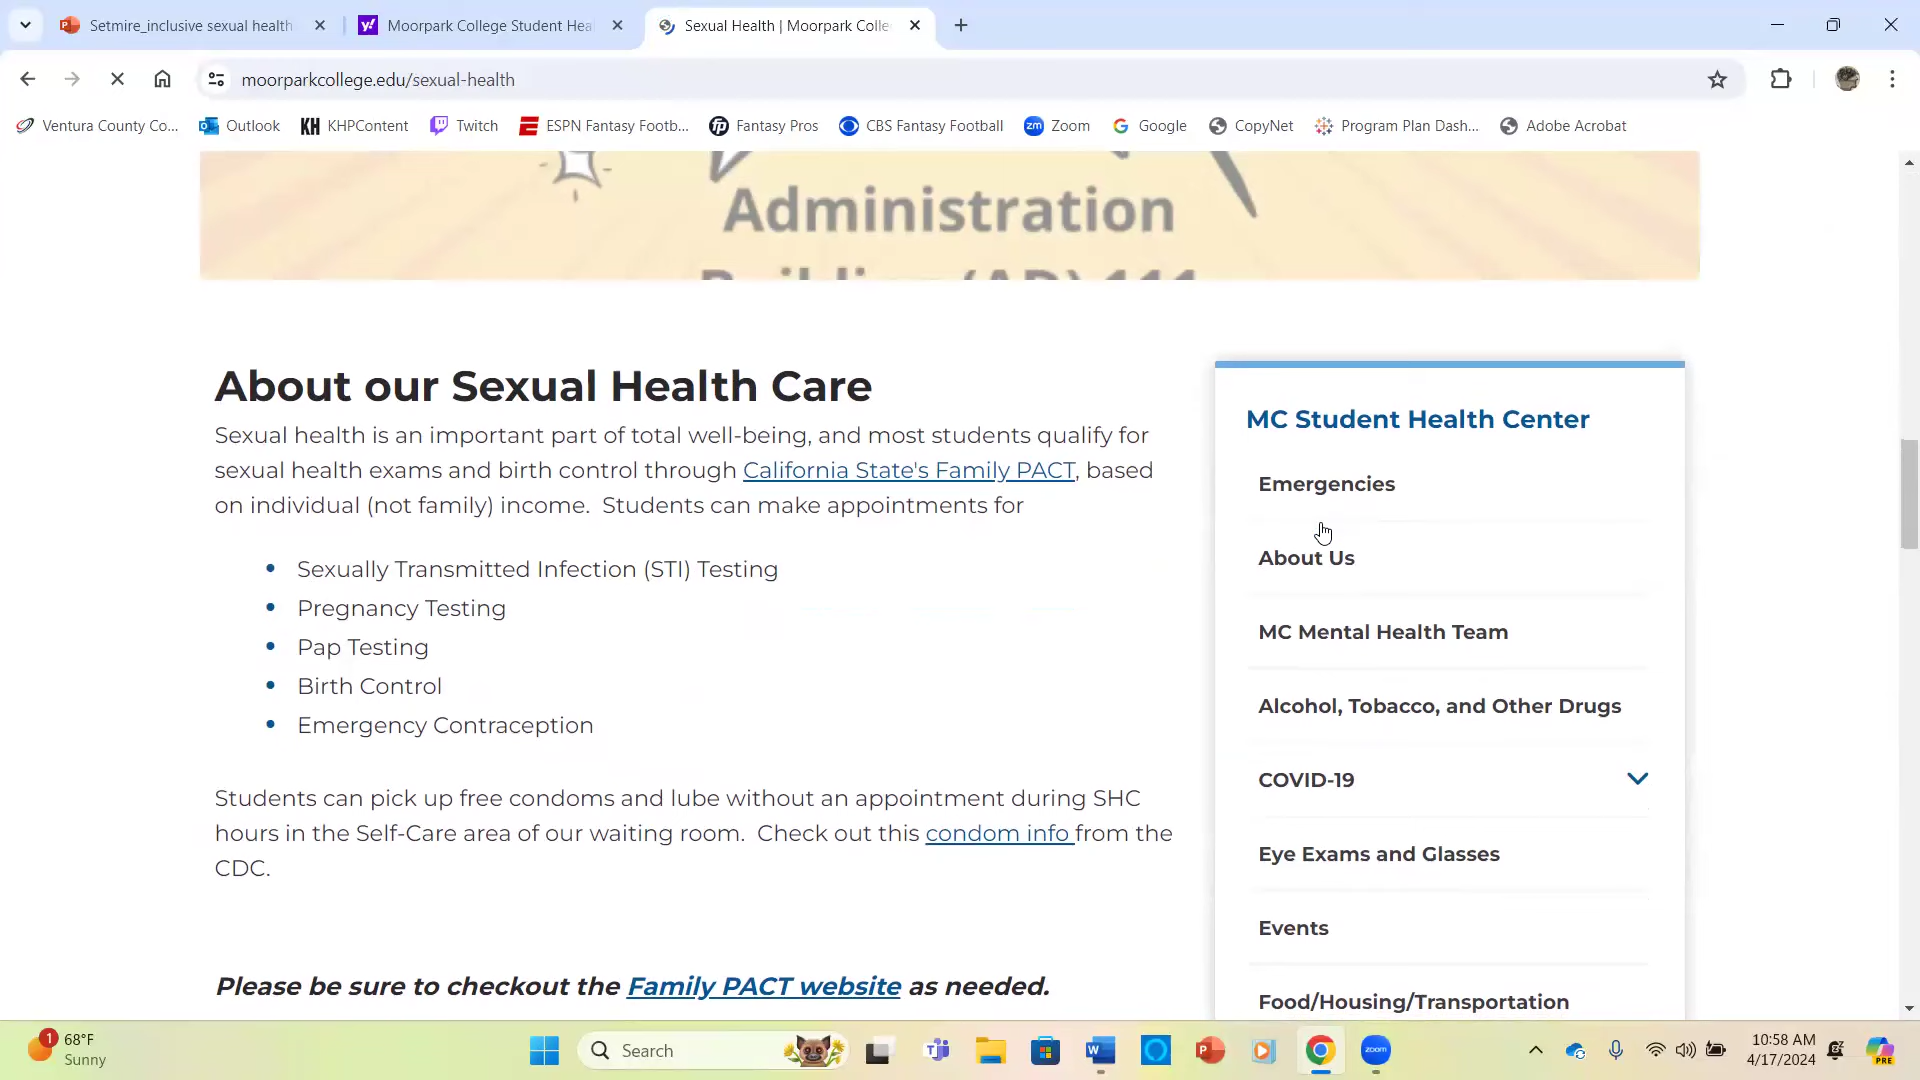 Setmire_inclusive sexual health
Moorpark College Student Hea
Sexual Health | Moorpark Colle
moorparkcollege.edu/sexual-health
Ventura County Co...
Outlook
KH KHPContent
Twitch
ESPN Fantasy Footb...
Fantasy Pros
CBS Fantasy Football
zm Zoom
Google
CopyNet
Program Plan Dash...
Adobe Acrobat
Administration
Building (AD) 111
About our Sexual Health Care
Sexual health is an important part of total well-being, and most students qualify for
sexual health exams and birth control through California State's Family PACT, based
on individual (not family) income.  Students can make appointments for
Sexually Transmitted Infection (STI) Testing
Pregnancy Testing
Pap Testing
Birth Control
Emergency Contraception
Students can pick up free condoms and lube without an appointment during SHC
hours in the Self-Care area of our waiting room.  Check out this condom info from the
CDC.
Please be sure to checkout the Family PACT website as needed.
MC Student Health Center
Emergencies
About Us
MC Mental Health Team
Alcohol, Tobacco, and Other Drugs
COVID-19
Eye Exams and Glasses
Events
Food/Housing/Transportation
1
68°F
Sunny
Search
zoom
10:58 AM
4/17/2024
PRE